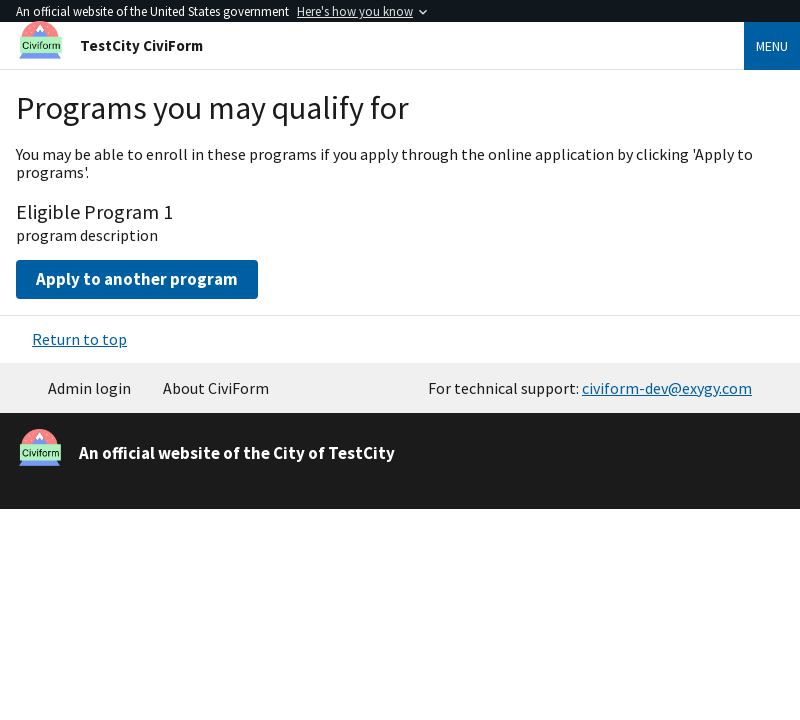 An official website of the United States government Here's how you know
Civiform
TestCity CiviForm
MENU
Programs you may qualify for
You may be able to enroll in these programs if you apply through the online application by clicking 'Apply to
programs'.
Eligible Program 1
program description
Apply to another program
Return to top
Admin login
About CiviForm
For technical support: civiform-dev@exygy.com
Civiform
An official website of the City of TestCity